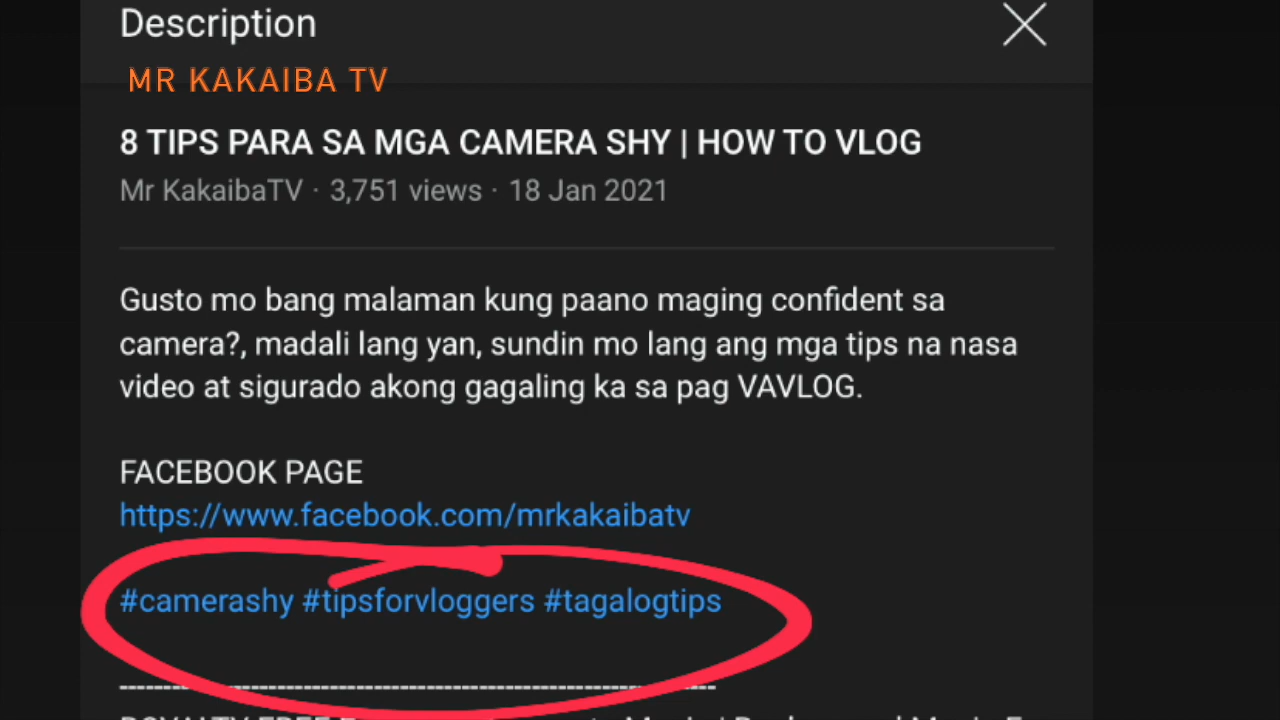 Description
MR KAKAIBA TV
8 TIPS PARA SA MGA CAMERA SHY | HOW TO VLOG
Mr KakaibaTV · 3,751 views · 18 Jan 2021
Gusto mo bang malaman kung paano maging confident sa
camera?, madali lang yan, sundin mo lang ang mga tips na nasa
video at sigurado akong gagaling ka sa pag VAVLOG.
FACEBOOK PAGE
https://www.facebook.com/mrkakaibatv
#camerashy #tipsforvloggers #tagalogtips